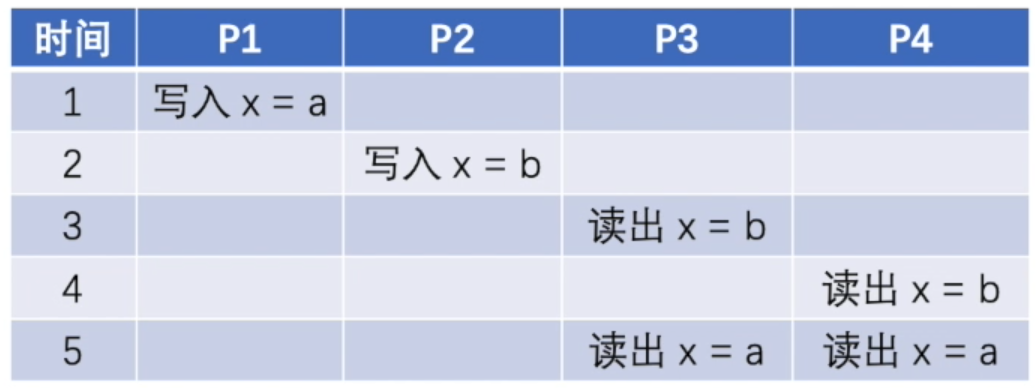 时间 P1 P2 P3 P4
1 写入 x = a
2 写入 x = b
3 读出 x = b
4 读出 x = b
5 读出 x = a 读出 x = a